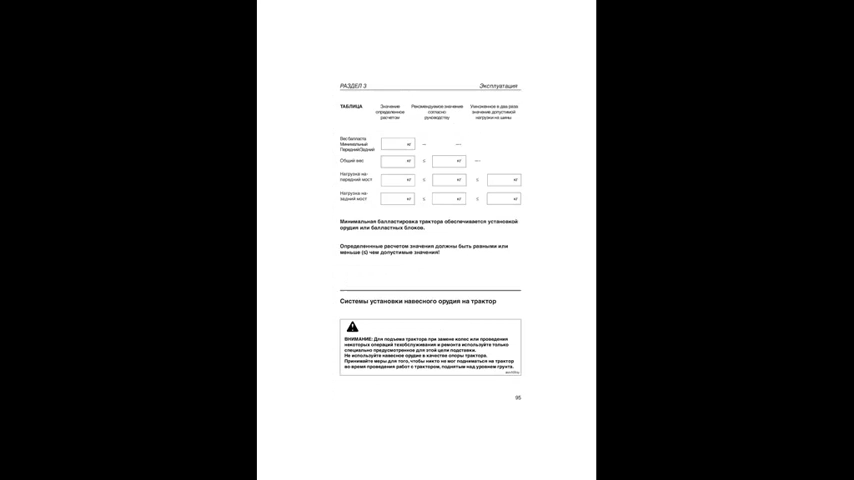 РАЗДЕЛ 3 Эксплуатация
ТАБЛИЦА Значение Рекомендуемое значение Умноженное в два раза
определенное согласно значение допустимой
расчетом руководству нагрузки на шины
Вес балласта
Минимальный кг — —
Передний/Задний
Общий вес кг ≤ кг —
Нагрузка на-
передний мост кг ≤ кг ≤ кг
Нагрузка на-
задний мост кг ≤ кг ≤ кг
Минимальная балластировка трактора обеспечивается установкой
орудия или балластных блоков.
Определенные расчетом значения должны быть равными или
меньше (≤) чем допустимые значения!
Системы установки навесного орудия на трактор
ВНИМАНИЕ: Для подъема трактора при замене колес или проведения
некоторых операций техобслуживания и ремонта используйте только
специально предусмотренное для этой цели подставки.
Не используйте навесное орудие в качестве опоры трактора.
Принимайте меры для того, чтобы никто не мог подниматься на трактор
во время проведения работ с трактором, поднятым над уровнем грунта.
95